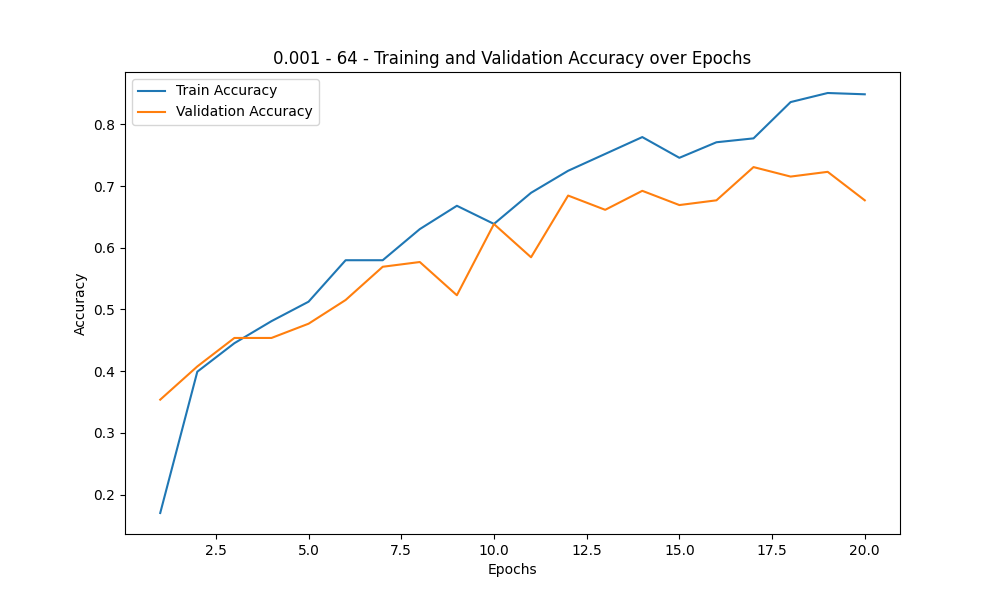 0.001 - 64 - Training and Validation Accuracy over Epochs
Train Accuracy
Validation Accuracy
Accuracy
0.8
0.7
0.6
0.5
0.4
0.3
0.2
2.5 5.0 7.5 10.0 12.5 15.0 17.5 20.0
Epochs